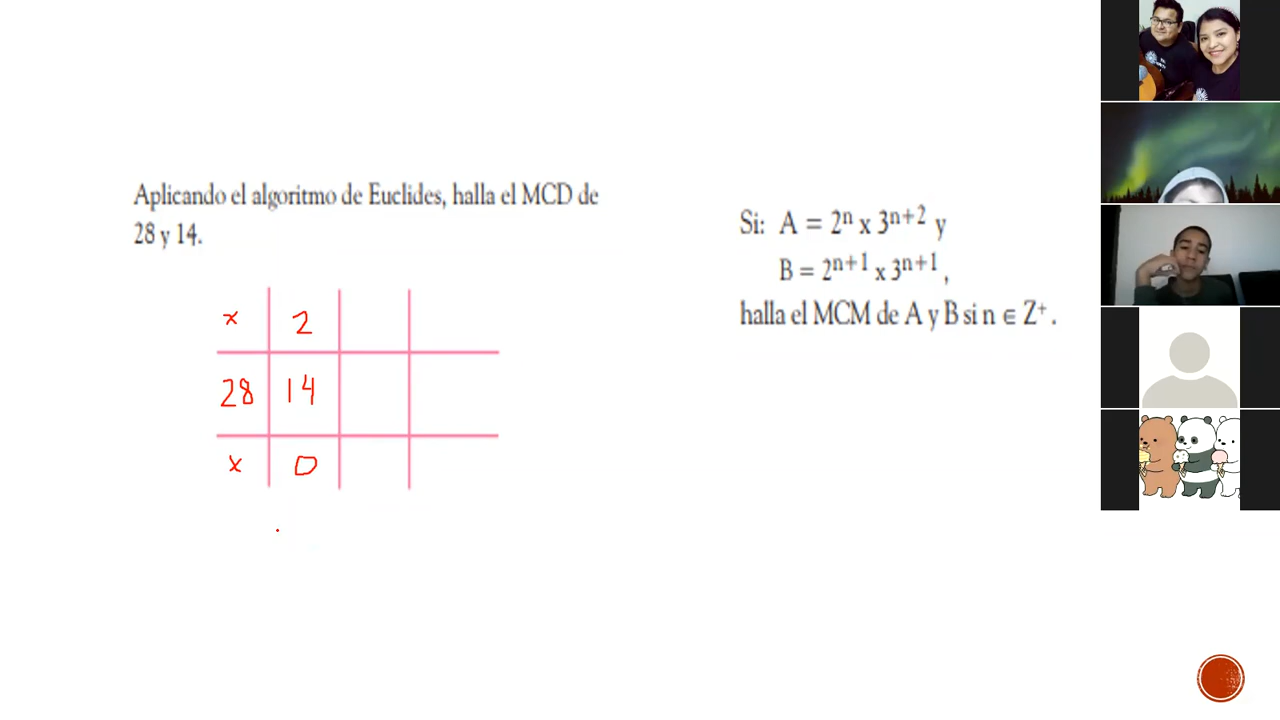 Aplicando el algoritmo de Euclides, halla el MCD de
28 y 14.
x 2
28 14
x 0
Si: A = 2ⁿ x 3ⁿ⁺² y
B = 2ⁿ⁺¹ x 3ⁿ⁺¹ ,
halla el MCM de A y B si n ∈ Z⁺ .